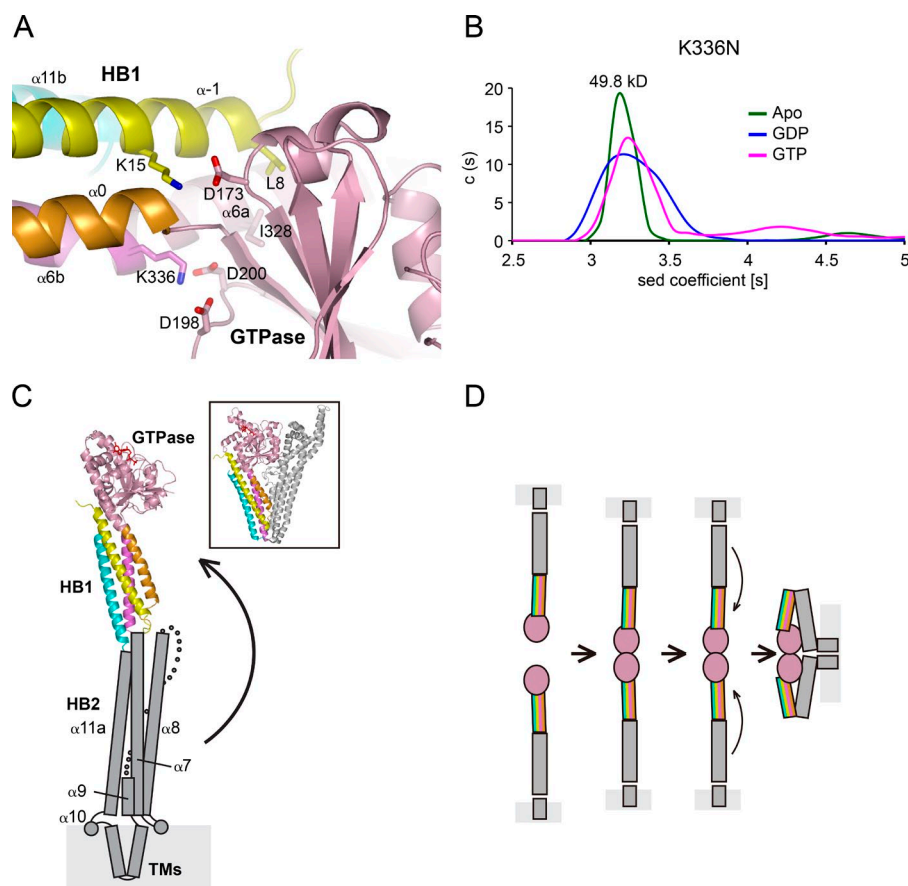 A
HB1
α11b
α-1
K15
D173
L8
α0
α6a
I328
α6b
K336
D200
D198
GTPase
B
K336N
49.8 kD
Apo
GDP
GTP
c (s)
20
15
10
5
0
2.5 3 3.5 4 4.5 5
sed coefficient [s]
C
GTPase
HB1
HB2
α11a
α8
α7
α9
α10
TMs
D